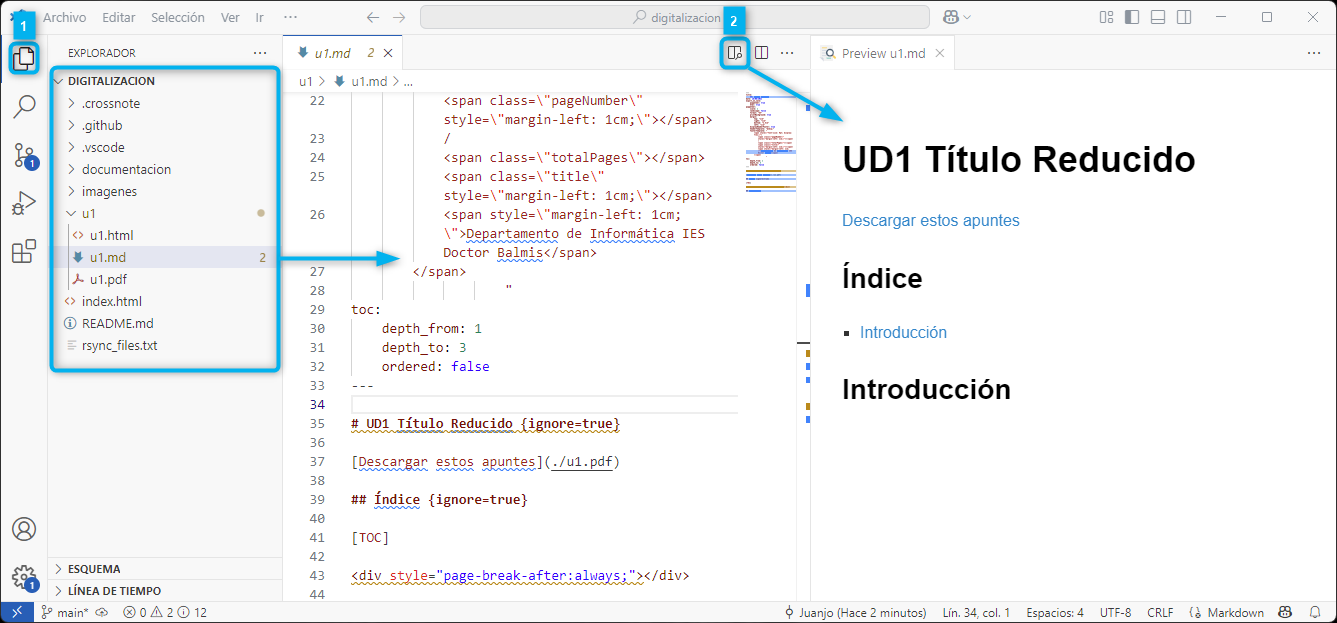 1
Archivo Editar Selección Ver Ir ···
digitalizacion
2
EXPLORADOR ···
DIGITALIZACION
.crossnote
.github
.vscode
documentacion
imagenes
u1
u1.html
u1.md 2
u1.pdf
index.html
README.md
rsync_files.txt
ESQUEMA
LÍNEA DE TIEMPO
1
1
u1.md 2
u1 > u1.md > ...
22 <span class=\"pageNumber\"
style=\"margin-left: 1cm;\"></span>
23 /
24 <span class=\"totalPages\"></span>
25 <span class=\"title\"
style=\"margin-left: 1cm;\"></span>
26 <span style=\"margin-left: 1cm;
\">Departamento de Informática IES
Doctor Balmis</span>
27 </span>
28 "
29 toc:
30 depth_from: 1
31 depth_to: 3
32 ordered: false
33 ---
34
35 # UD1 Título Reducido {ignore=true}
36
37 [Descargar estos apuntes](./u1.pdf)
38
39 ## Índice {ignore=true}
40
41 [TOC]
42
43 <div style="page-break-after:always;"></div>
44
Preview u1.md
UD1 Título Reducido
Descargar estos apuntes
Índice
Introducción
Introducción
main* 0 2 12 Juanjo (Hace 2 minutos) Lín. 34, col. 1 Espacios: 4 UTF-8 CRLF Markdown